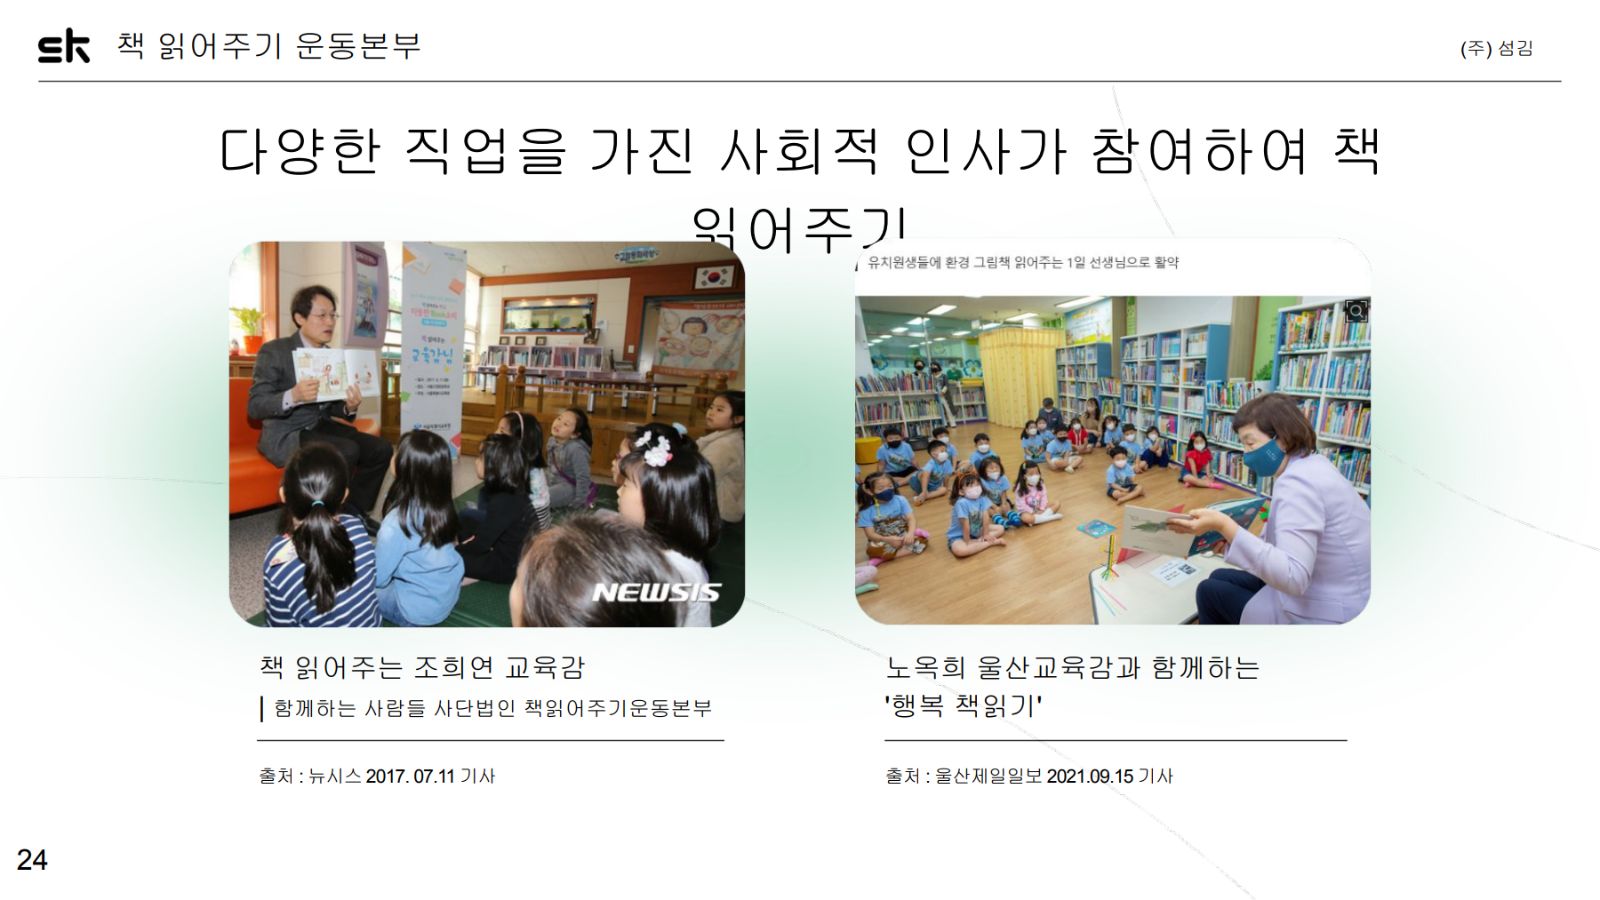 sk 책 읽어주기 운동본부
(주) 섬김
다양한 직업을 가진 사회적 인사가 참여하여 책
읽어주기
교육감님
NEWSIS
유치원생들에 환경 그림책 읽어주는 1일 선생님으로 활약
책 읽어주는 조희연 교육감
| 함께하는 사람들 사단법인 책읽어주기운동본부
출처 : 뉴시스 2017. 07.11 기사
노옥희 울산교육감과 함께하는
'행복 책읽기'
출처 : 울산제일일보 2021.09.15 기사
24